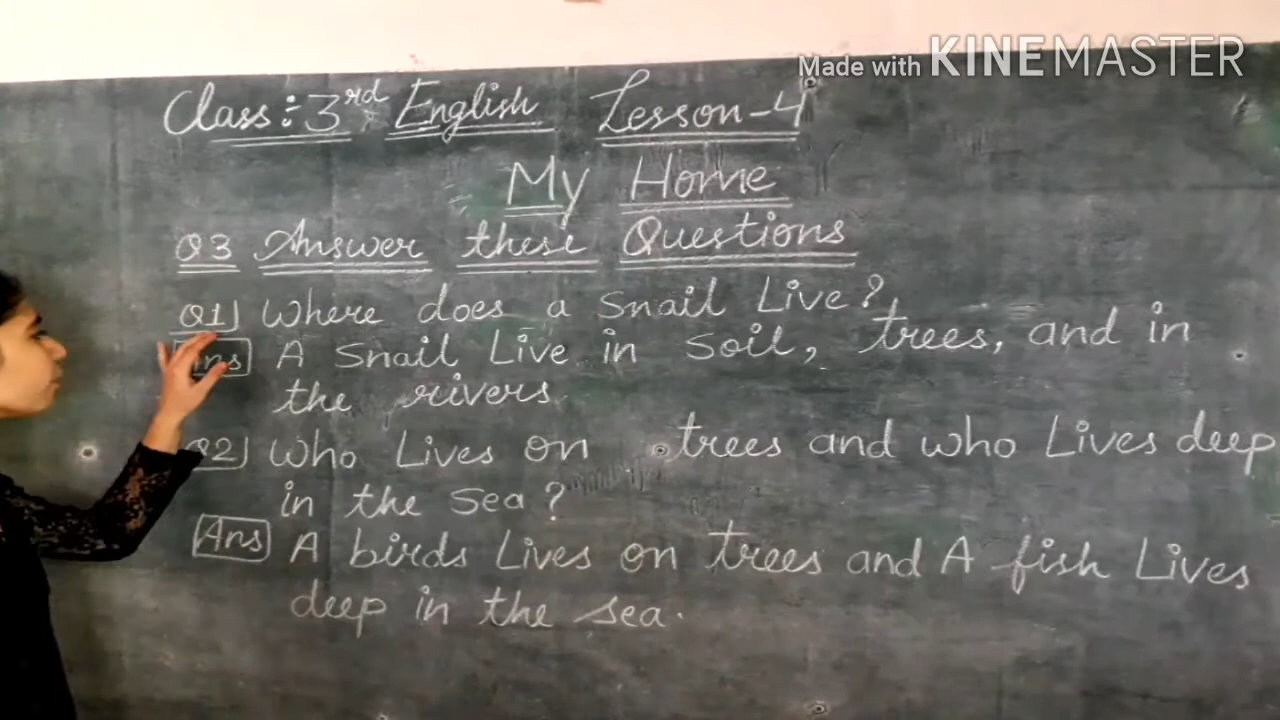 Made with KINEMASTER
Class:- 3rd English Lesson-4
My Home
Q3 Answer these Questions
Q1) Where does a Snail Live?
Ans A Snail Live in Soil, trees, and in
the rivers.
Q2) Who Lives on trees and who Lives deep
in the Sea?
Ans A birds Lives on trees and A fish Lives
deep in the sea.